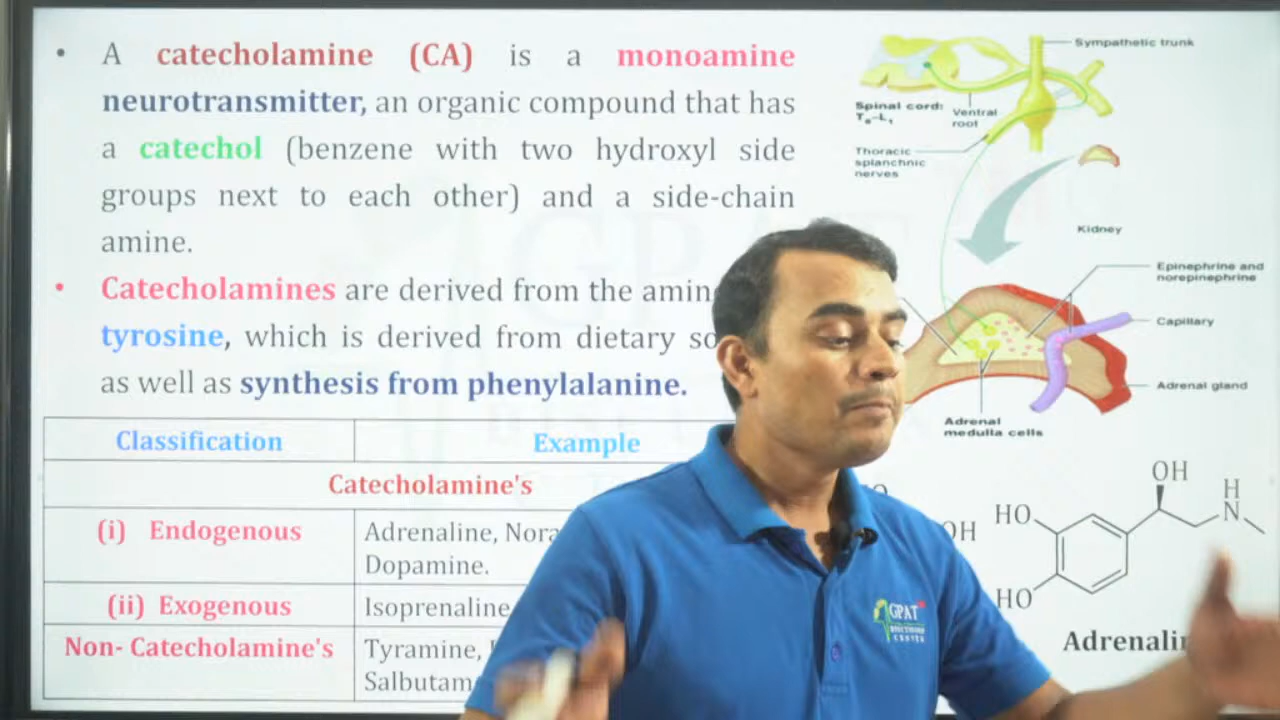 • A catecholamine (CA) is a monoamine
neurotransmitter, an organic compound that has
a catechol (benzene with two hydroxyl side
groups next to each other) and a side-chain
amine.
• Catecholamines are derived from the amin
tyrosine, which is derived from dietary so
as well as synthesis from phenylalanine.
Classification Example
Catecholamine's
(i) Endogenous Adrenaline, Nora
Dopamine.
(ii) Exogenous Isoprenaline
Non- Catecholamine's Tyramine,
Salbutam
Sympathetic trunk
Spinal cord:
T₆–L₁
Ventral
root
Thoracic
splanchnic
nerves
Kidney
Epinephrine and
norepinephrine
Capillary
Adrenal gland
Adrenal
medulla cells
OH
H
N
HO
OH
HO
Adrenalin
GPAT
DISCUSSION
CENTER